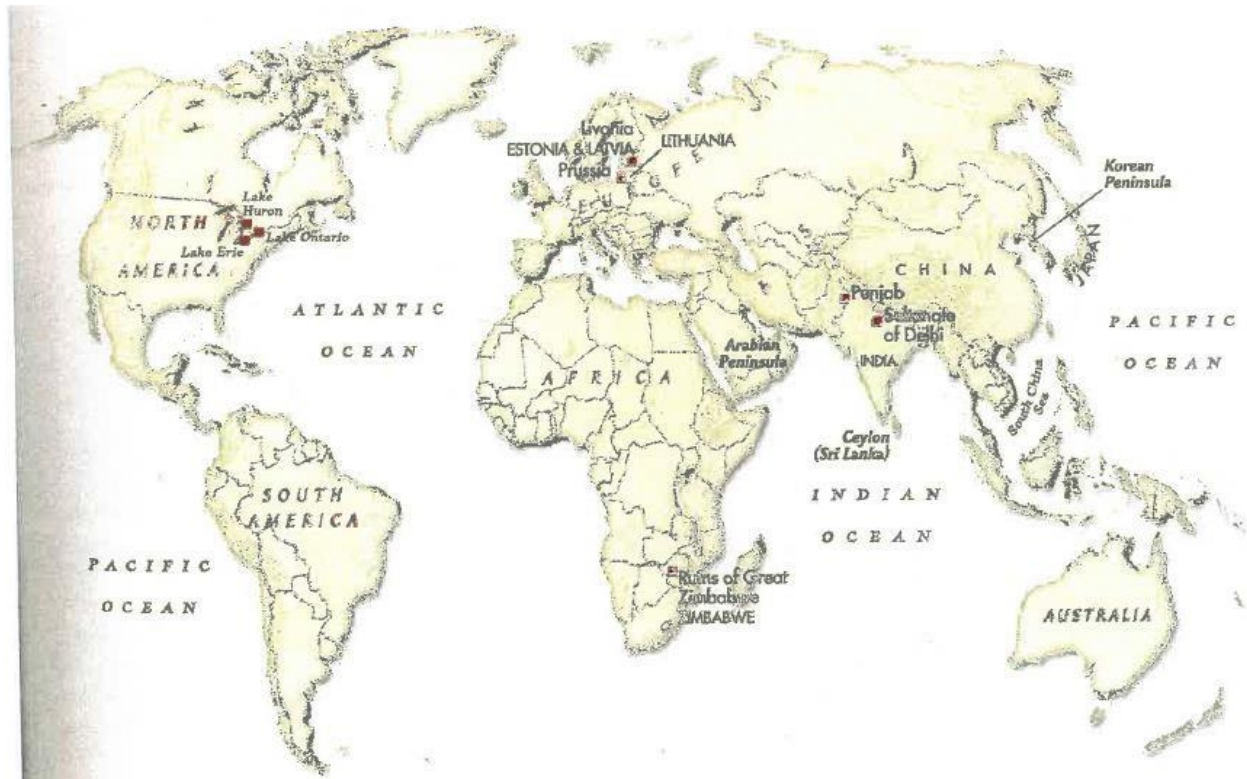 Livonia
ESTONIA & LATVIA
LITHUANIA
Prussia
EUROPE
Korean
Peninsula
Lake
Huron
NORTH
Lake Ontario
Lake Erie
AMERICA
JAPAN
CHINA
Punjab
Sultanate
of Delhi
ATLANTIC
OCEAN
PACIFIC
OCEAN
Arabian
Peninsula
INDIA
AFRICA
South China
Sea
Ceylon
(Sri Lanka)
SOUTH
AMERICA
INDIAN
OCEAN
PACIFIC
OCEAN
Ruins of Great
Zimbabwe
ZIMBABWE
AUSTRALIA